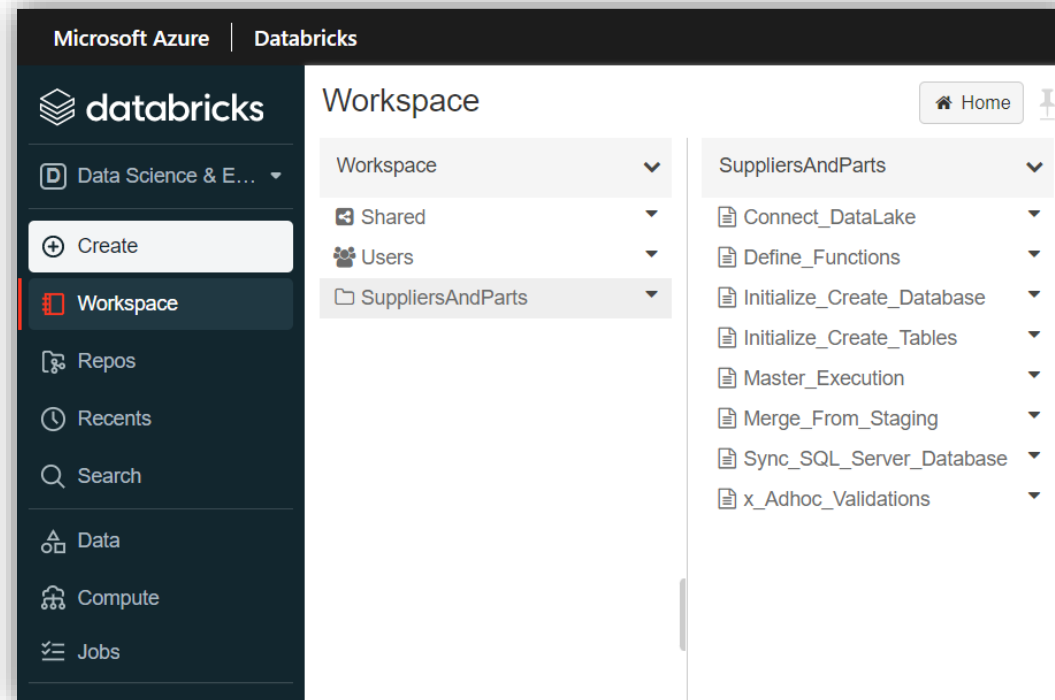 Microsoft Azure | Databricks
databricks
D Data Science & E...
Create
Workspace
Repos
Recents
Search
Data
Compute
Jobs
Workspace
Home
Workspace
Shared
Users
SuppliersAndParts
SuppliersAndParts
Connect_DataLake
Define_Functions
Initialize_Create_Database
Initialize_Create_Tables
Master_Execution
Merge_From_Staging
Sync_SQL_Server_Database
x_Adhoc_Validations